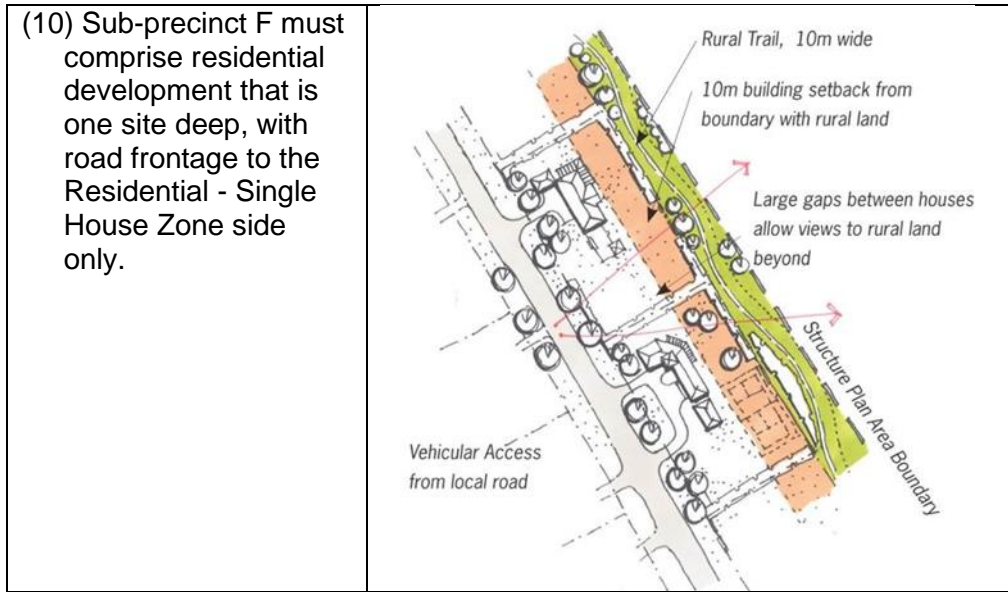 (10) Sub-precinct F must
comprise residential
development that is
one site deep, with
road frontage to the
Residential - Single
House Zone side
only.
Rural Trail, 10m wide
10m building setback from
boundary with rural land
Large gaps between houses
allow views to rural land
beyond
Structure Plan Area Boundary
Vehicular Access
from local road